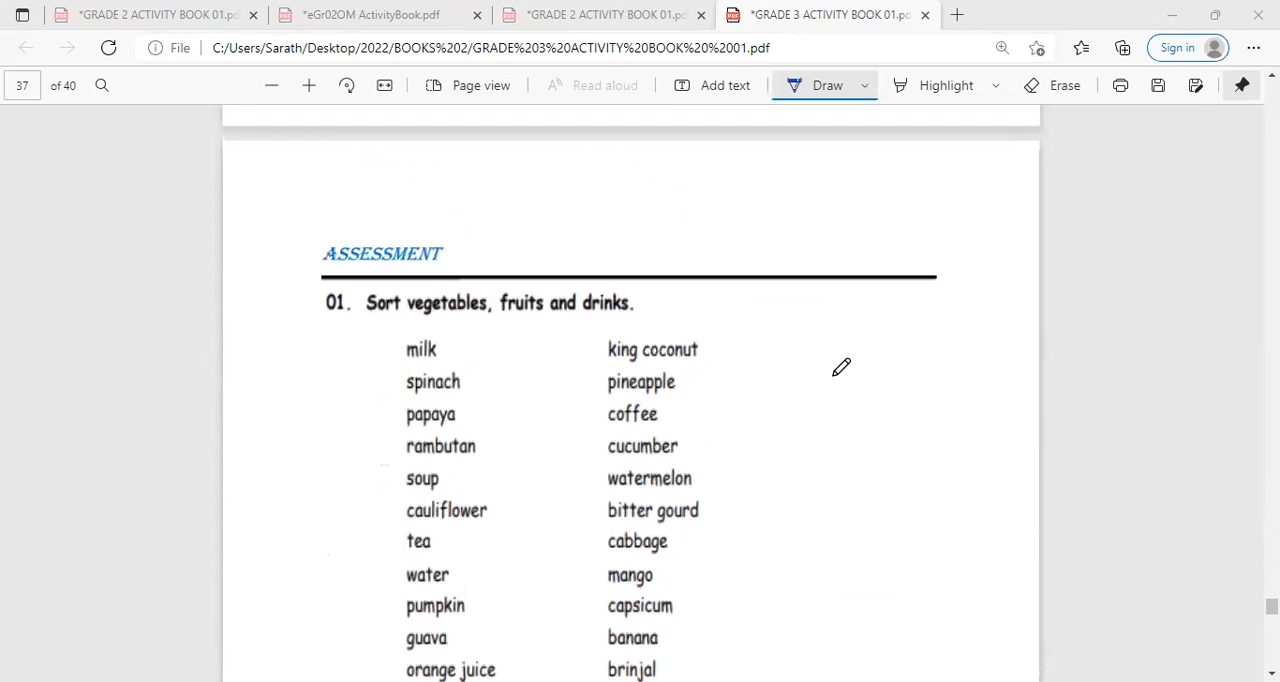 *GRADE 2 ACTIVITY BOOK 01.pd
*eGr02OM ActivityBook.pdf
*GRADE 2 ACTIVITY BOOK 01.pd
*GRADE 3 ACTIVITY BOOK 01.pd
File C:/Users/Sarath/Desktop/2022/BOOKS%202/GRADE%203%20ACTIVITY%20BOOK%20%2001.pdf Sign in
37 of 40 Page view Read aloud Add text Draw Highlight Erase
ASSESSMENT
01. Sort vegetables, fruits and drinks.
milk king coconut
spinach pineapple
papaya coffee
rambutan cucumber
soup watermelon
cauliflower bitter gourd
tea cabbage
water mango
pumpkin capsicum
guava banana
orange juice brinjal